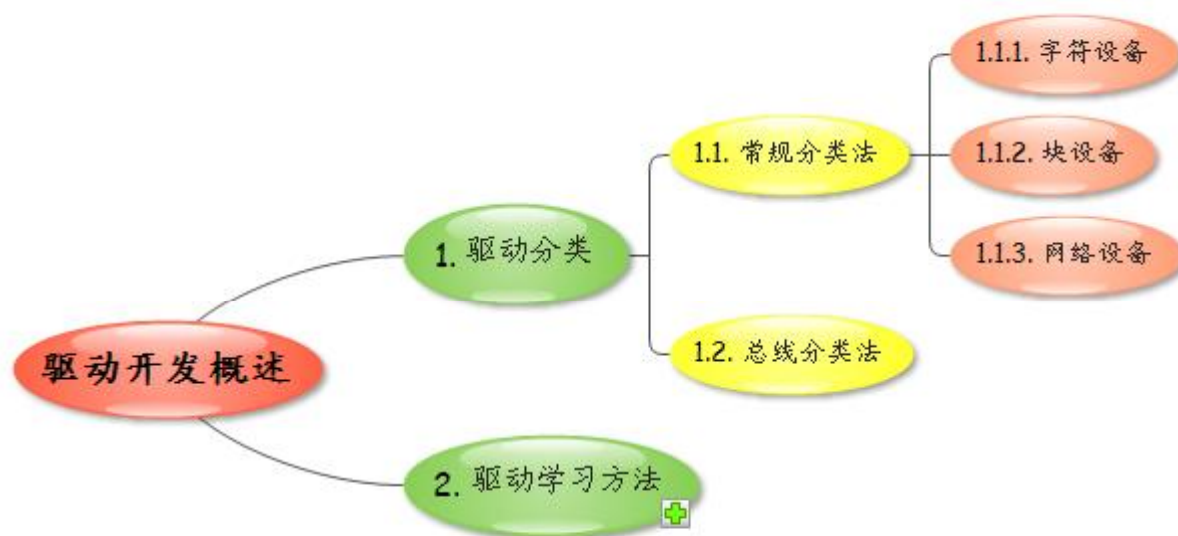 驱动开发概述
1. 驱动分类
1.1. 常规分类法
1.1.1. 字符设备
1.1.2. 块设备
1.1.3. 网络设备
1.2. 总线分类法
2. 驱动学习方法